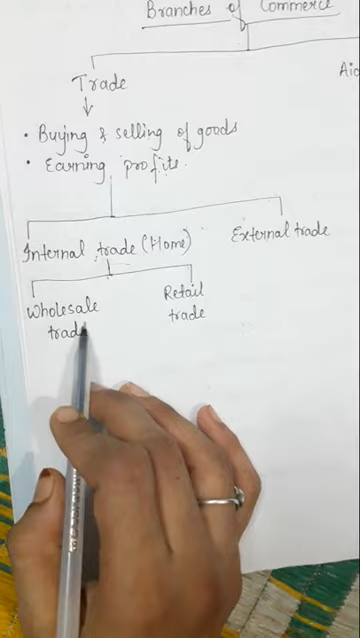 Branches of Commerce
Trade
• Buying & selling of goods
• Earning profits.
Internal trade (Home)
External trade
Wholesale
trade
Retail
trade